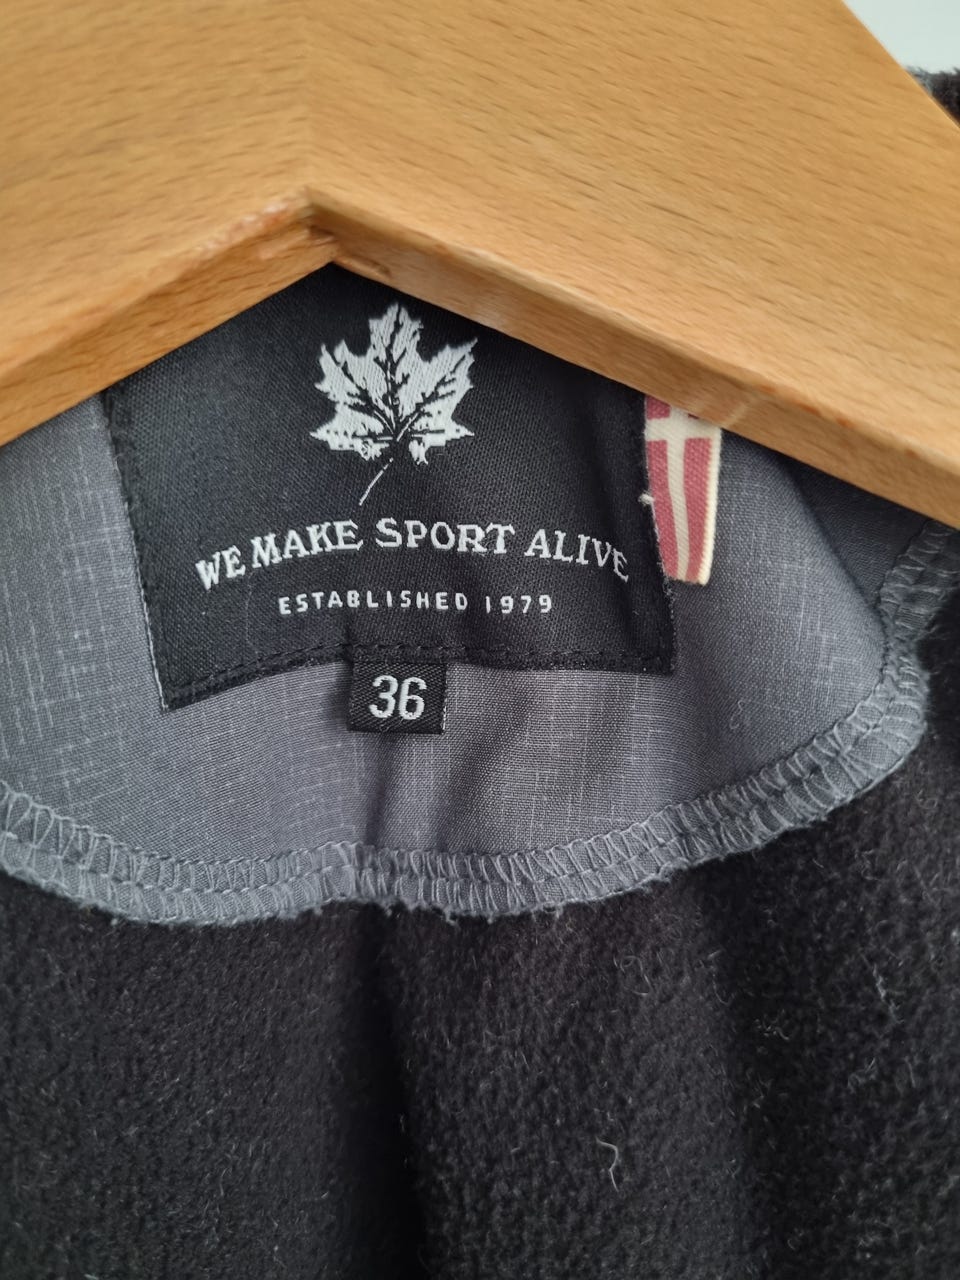 WE MAKE SPORT ALIVE
ESTABLISHED 1979
36